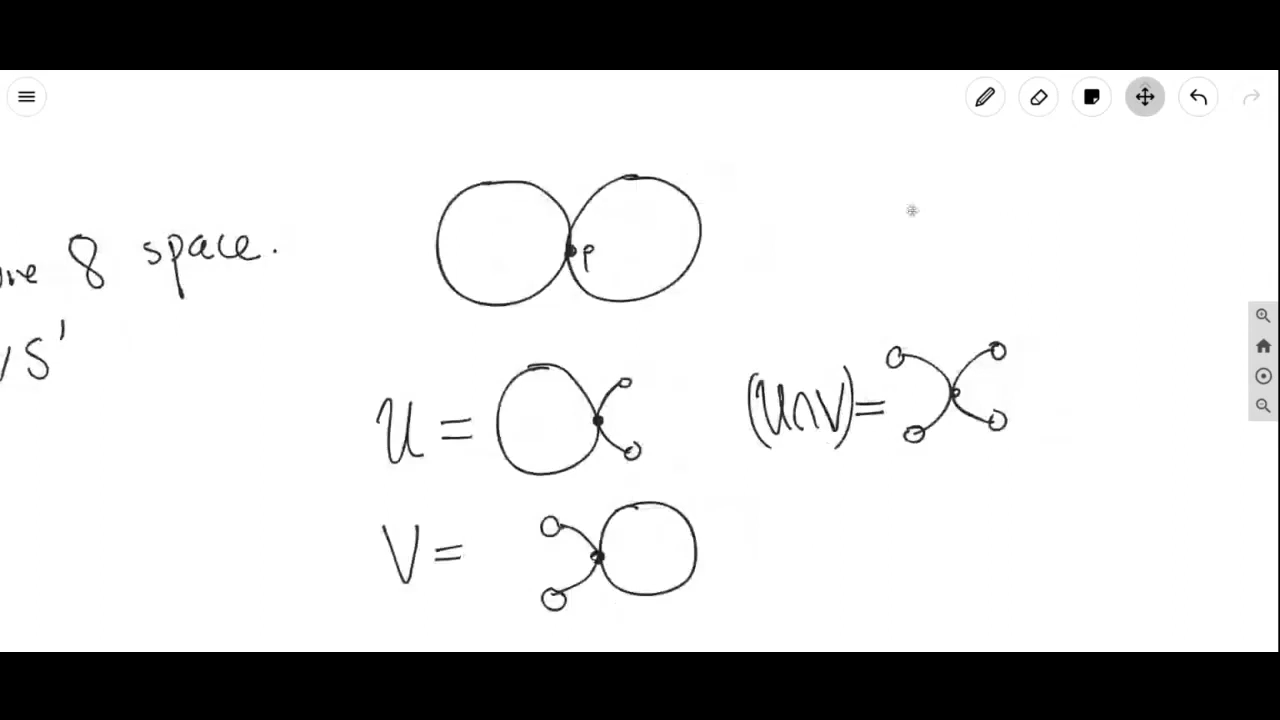 8 space.
p
S'
U =
(U∩V) =
V =